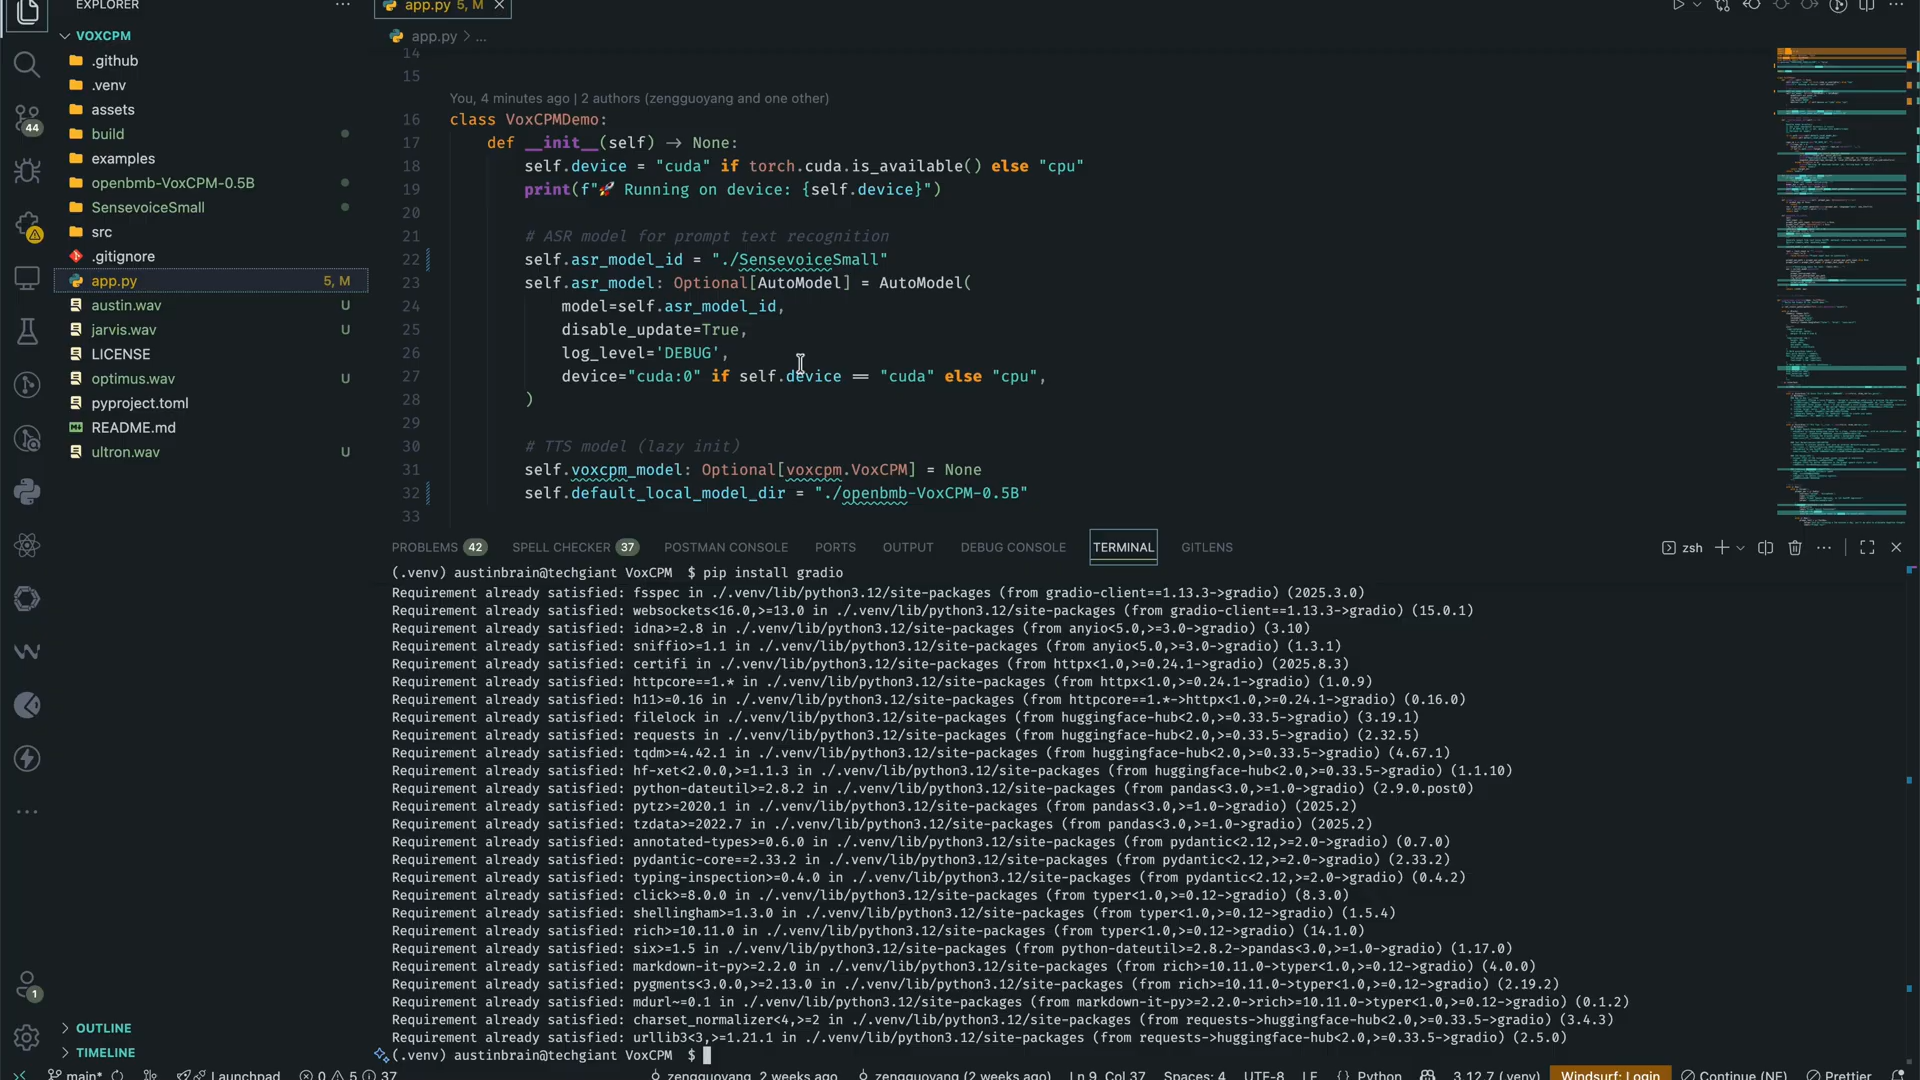 EXPLORER
VOXCPM
.github
.venv
assets
build
examples
openbmb-VoxCPM-0.5B
SensevoiceSmall
src
.gitignore
app.py 5, M
austin.wav U
jarvis.wav U
LICENSE
optimus.wav U
pyproject.toml
README.md
ultron.wav U
OUTLINE
TIMELINE
44
1
app.py 5, M
app.py > ...
14
15
You, 4 minutes ago | 2 authors (zengguoyang and one other)
16 class VoxCPMDemo:
17 def __init__(self) → None:
18 self.device = "cuda" if torch.cuda.is_available() else "cpu"
19 print(f"🚀 Running on device: {self.device}")
20
21 # ASR model for prompt text recognition
22 self.asr_model_id = "./SensevoiceSmall"
23 self.asr_model: Optional[AutoModel] = AutoModel(
24 model=self.asr_model_id,
25 disable_update=True,
26 log_level='DEBUG',
27 device="cuda:0" if self.device == "cuda" else "cpu",
28 )
29
30 # TTS model (lazy init)
31 self.voxcpm_model: Optional[voxcpm.VoxCPM] = None
32 self.default_local_model_dir = "./openbmb-VoxCPM-0.5B"
33
PROBLEMS 42 SPELL CHECKER 37 POSTMAN CONSOLE PORTS OUTPUT DEBUG CONSOLE TERMINAL GITLENS zsh
(.venv) austinbrain@techgiant VoxCPM $ pip install gradio
Requirement already satisfied: fsspec in ./.venv/lib/python3.12/site-packages (from gradio-client==1.13.3->gradio) (2025.3.0)
Requirement already satisfied: websockets<16.0,>=13.0 in ./.venv/lib/python3.12/site-packages (from gradio-client==1.13.3->gradio) (15.0.1)
Requirement already satisfied: idna>=2.8 in ./.venv/lib/python3.12/site-packages (from anyio<5.0,>=3.0->gradio) (3.10)
Requirement already satisfied: sniffio>=1.1 in ./.venv/lib/python3.12/site-packages (from anyio<5.0,>=3.0->gradio) (1.3.1)
Requirement already satisfied: certifi in ./.venv/lib/python3.12/site-packages (from httpx<1.0,>=0.24.1->gradio) (2025.8.3)
Requirement already satisfied: httpcore==1.* in ./.venv/lib/python3.12/site-packages (from httpx<1.0,>=0.24.1->gradio) (1.0.9)
Requirement already satisfied: h11>=0.16 in ./.venv/lib/python3.12/site-packages (from httpcore==1.*->httpx<1.0,>=0.24.1->gradio) (0.16.0)
Requirement already satisfied: filelock in ./.venv/lib/python3.12/site-packages (from huggingface-hub<2.0,>=0.33.5->gradio) (3.19.1)
Requirement already satisfied: requests in ./.venv/lib/python3.12/site-packages (from huggingface-hub<2.0,>=0.33.5->gradio) (2.32.5)
Requirement already satisfied: tqdm>=4.42.1 in ./.venv/lib/python3.12/site-packages (from huggingface-hub<2.0,>=0.33.5->gradio) (4.67.1)
Requirement already satisfied: hf-xet<2.0.0,>=1.1.3 in ./.venv/lib/python3.12/site-packages (from huggingface-hub<2.0,>=0.33.5->gradio) (1.1.10)
Requirement already satisfied: python-dateutil>=2.8.2 in ./.venv/lib/python3.12/site-packages (from pandas<3.0,>=1.0->gradio) (2.9.0.post0)
Requirement already satisfied: pytz>=2020.1 in ./.venv/lib/python3.12/site-packages (from pandas<3.0,>=1.0->gradio) (2025.2)
Requirement already satisfied: tzdata>=2022.7 in ./.venv/lib/python3.12/site-packages (from pandas<3.0,>=1.0->gradio) (2025.2)
Requirement already satisfied: annotated-types>=0.6.0 in ./.venv/lib/python3.12/site-packages (from pydantic<2.12,>=2.0->gradio) (0.7.0)
Requirement already satisfied: pydantic-core==2.33.2 in ./.venv/lib/python3.12/site-packages (from pydantic<2.12,>=2.0->gradio) (2.33.2)
Requirement already satisfied: typing-inspection>=0.4.0 in ./.venv/lib/python3.12/site-packages (from pydantic<2.12,>=2.0->gradio) (0.4.2)
Requirement already satisfied: click>=8.0.0 in ./.venv/lib/python3.12/site-packages (from typer<1.0,>=0.12->gradio) (8.3.0)
Requirement already satisfied: shellingham>=1.3.0 in ./.venv/lib/python3.12/site-packages (from typer<1.0,>=0.12->gradio) (1.5.4)
Requirement already satisfied: rich>=10.11.0 in ./.venv/lib/python3.12/site-packages (from typer<1.0,>=0.12->gradio) (14.1.0)
Requirement already satisfied: six>=1.5 in ./.venv/lib/python3.12/site-packages (from python-dateutil>=2.8.2->pandas<3.0,>=1.0->gradio) (1.17.0)
Requirement already satisfied: markdown-it-py>=2.2.0 in ./.venv/lib/python3.12/site-packages (from rich>=10.11.0->typer<1.0,>=0.12->gradio) (4.0.0)
Requirement already satisfied: pygments<3.0.0,>=2.13.0 in ./.venv/lib/python3.12/site-packages (from rich>=10.11.0->typer<1.0,>=0.12->gradio) (2.19.2)
Requirement already satisfied: mdurl~=0.1 in ./.venv/lib/python3.12/site-packages (from markdown-it-py>=2.2.0->rich>=10.11.0->typer<1.0,>=0.12->gradio) (0.1.2)
Requirement already satisfied: charset_normalizer<4,>=2 in ./.venv/lib/python3.12/site-packages (from requests->huggingface-hub<2.0,>=0.33.5->gradio) (3.4.3)
Requirement already satisfied: urllib3<3,>=1.21.1 in ./.venv/lib/python3.12/site-packages (from requests->huggingface-hub<2.0,>=0.33.5->gradio) (2.5.0)
(.venv) austinbrain@techgiant VoxCPM $
main* Launchpad 0 5 37 zengguoyang, 2 weeks ago zengguoyang (2 weeks ago) Ln 9, Col 37 Spaces: 4 UTF-8 LF {} Python 3.12.7 (.venv) Windsurf: Login Continue (NE) Prettier